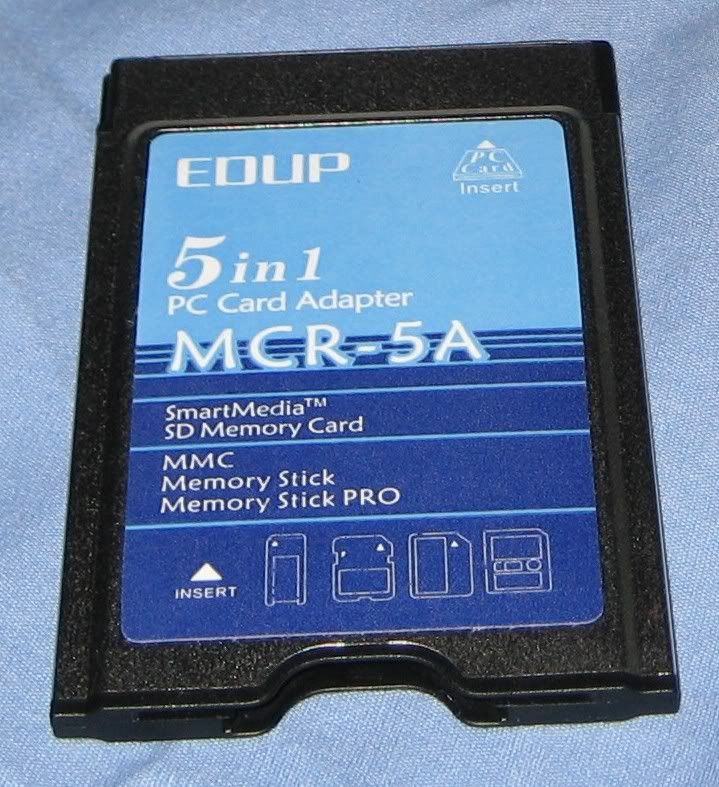 EDUP
PC
Card
Insert
5 in 1
PC Card Adapter
MCR-5A
SmartMedia™
SD Memory Card
MMC
Memory Stick
Memory Stick PRO
INSERT